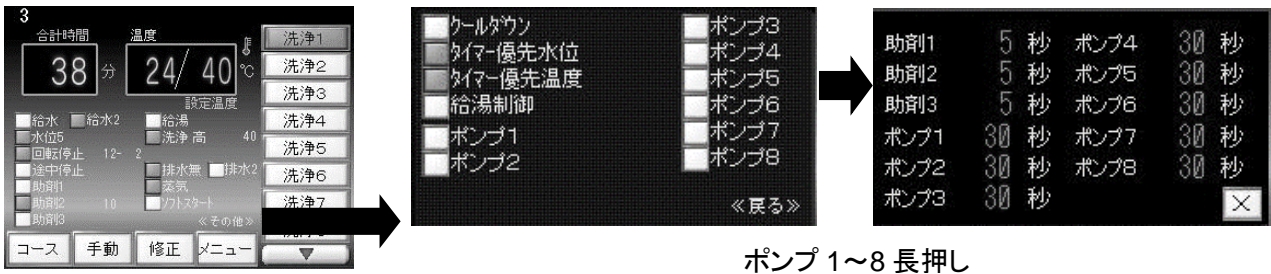 3
合計時間 温度
38 分 24/ 40 ℃
設定温度
給水 給水2 給湯
水位5 洗浄 高 40
回転停止 12- 2
途中停止 排水無 排水2
助剤1 蒸気
助剤2 10 ソフトスタート
助剤3 ≪その他≫
コース 手動 修正 メニュー ▼
洗浄1
洗浄2
洗浄3
洗浄4
洗浄5
洗浄6
洗浄7
クールダウン ポンプ3
タイマー優先水位 ポンプ4
タイマー優先温度 ポンプ5
給湯制御 ポンプ6
ポンプ1 ポンプ7
ポンプ2 ポンプ8
≪戻る≫
助剤1 5 秒 ポンプ4 30 秒
助剤2 5 秒 ポンプ5 30 秒
助剤3 5 秒 ポンプ6 30 秒
ポンプ1 30 秒 ポンプ7 30 秒
ポンプ2 30 秒 ポンプ8 30 秒
ポンプ3 30 秒 ×
ポンプ 1～8 長押し